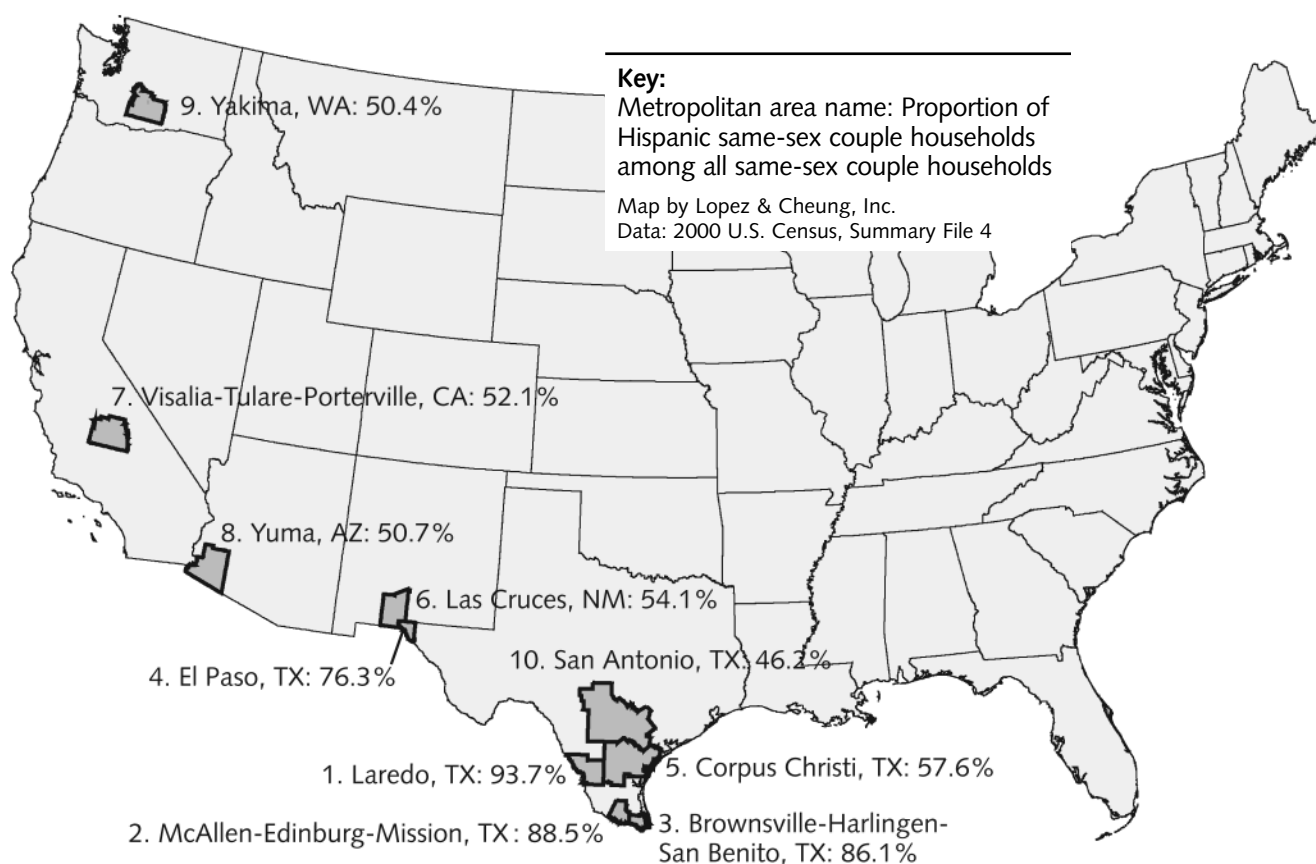 Key:
Metropolitan area name: Proportion of
Hispanic same-sex couple households
among all same-sex couple households
Map by Lopez & Cheung, Inc.
Data: 2000 U.S. Census, Summary File 4
9. Yakima, WA: 50.4%
7. Visalia-Tulare-Porterville, CA: 52.1%
8. Yuma, AZ: 50.7%
6. Las Cruces, NM: 54.1%
4. El Paso, TX: 76.3%
10. San Antonio, TX: 46.2%
1. Laredo, TX: 93.7%
5. Corpus Christi, TX: 57.6%
2. McAllen-Edinburg-Mission, TX: 88.5%
3. Brownsville-Harlingen-
San Benito, TX: 86.1%